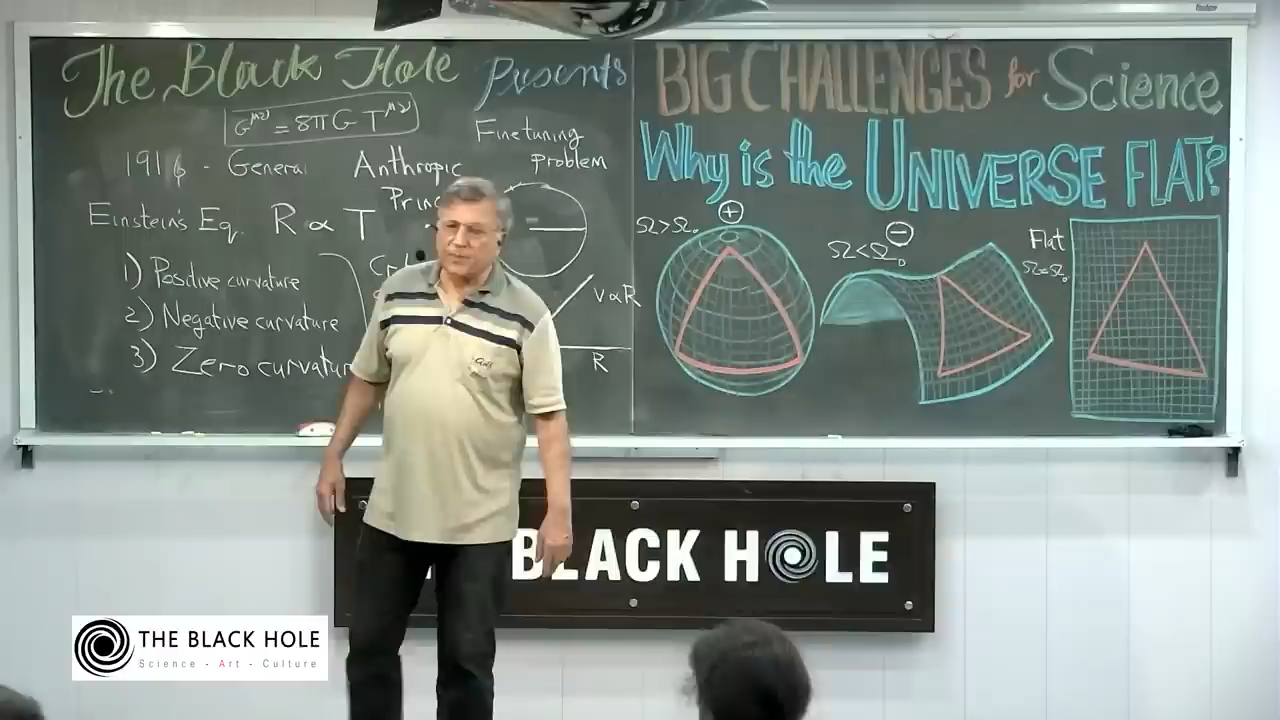 The Black Hole Presents
G^μν = 8πG T^μν
1916 - General
Einstein's Eq. R ∝ T
1) Positive curvature
2) Negative curvature
3) Zero curvature
Anthropic
Princ
Finetuning
problem
v ∝ R
R
BIG CHALLENGES for Science
Why is the UNIVERSE FLAT?
Ω>Ω₀
+
Ω<Ω₀
−
Flat
Ω=Ω₀
BLACK HOLE
THE BLACK HOLE
Science - Art - Culture